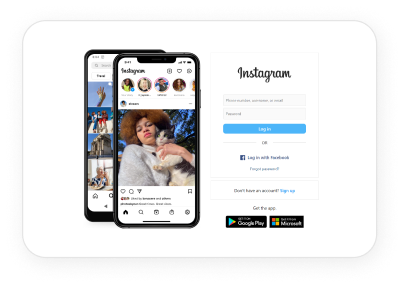 Search
Travel
Instagram
Instagram
Phone number, username, or email
Password
Log in
OR
Log in with Facebook
Forgot password?
Don't have an account? Sign up
Get the app
GET IT ON
Google Play
Get it from
Microsoft